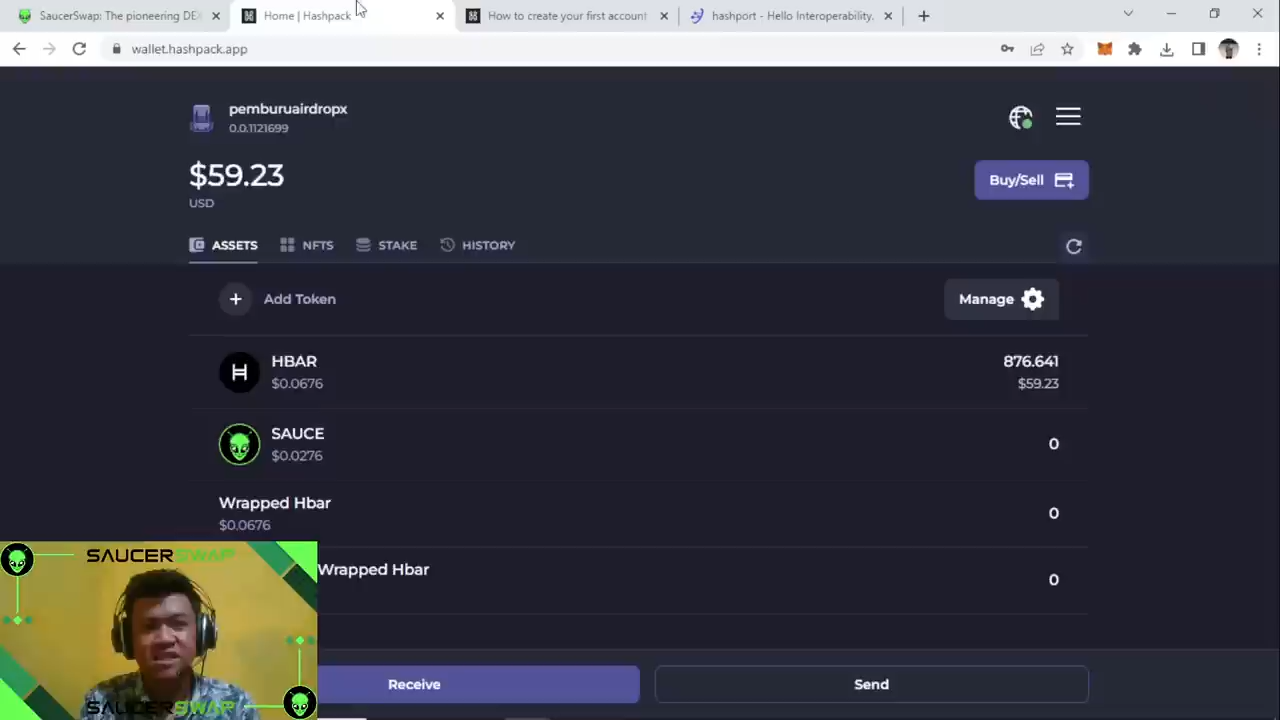 SaucerSwap: The pioneering DEX
Home | Hashpack
How to create your first account
hashport - Hello Interoperability.
wallet.hashpack.app
pemburuairdropx
0.0.1121699
$59.23
USD
Buy/Sell
ASSETS
NFTS
STAKE
HISTORY
Add Token
Manage
HBAR
876.641
$0.0676
$59.23
SAUCE
0
$0.0276
Wrapped Hbar
0
$0.0676
Wrapped Hbar
0
SAUCERSWAP
Receive
Send
SAUCERSWAP